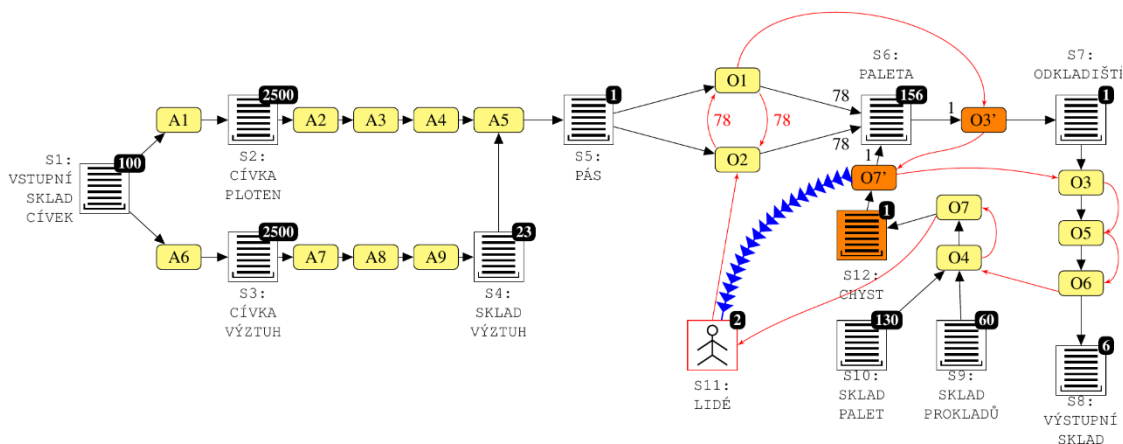 S6:
PALETA
S7:
ODKLADIŠTĚ
2500
1
O1
78
156
1
O3'
1
A1
A2
A3
A4
A5
78
78
S1:
VSTUPNÍ
SKLAD
CÍVEK
100
S2:
CÍVKA
PLOTEN
S5:
PÁS
O2
78
1
O7'
O3
2500
23
1
O7
O5
A6
A7
A8
A9
O4
O6
S3:
CÍVKA
VÝZTUH
S4:
SKLAD
VÝZTUH
S12:
CHYST
2
130
60
6
S11:
LIDÉ
S10:
SKLAD
PALET
S9:
SKLAD
PROKLADŮ
S8:
VÝSTUPNÍ
SKLAD